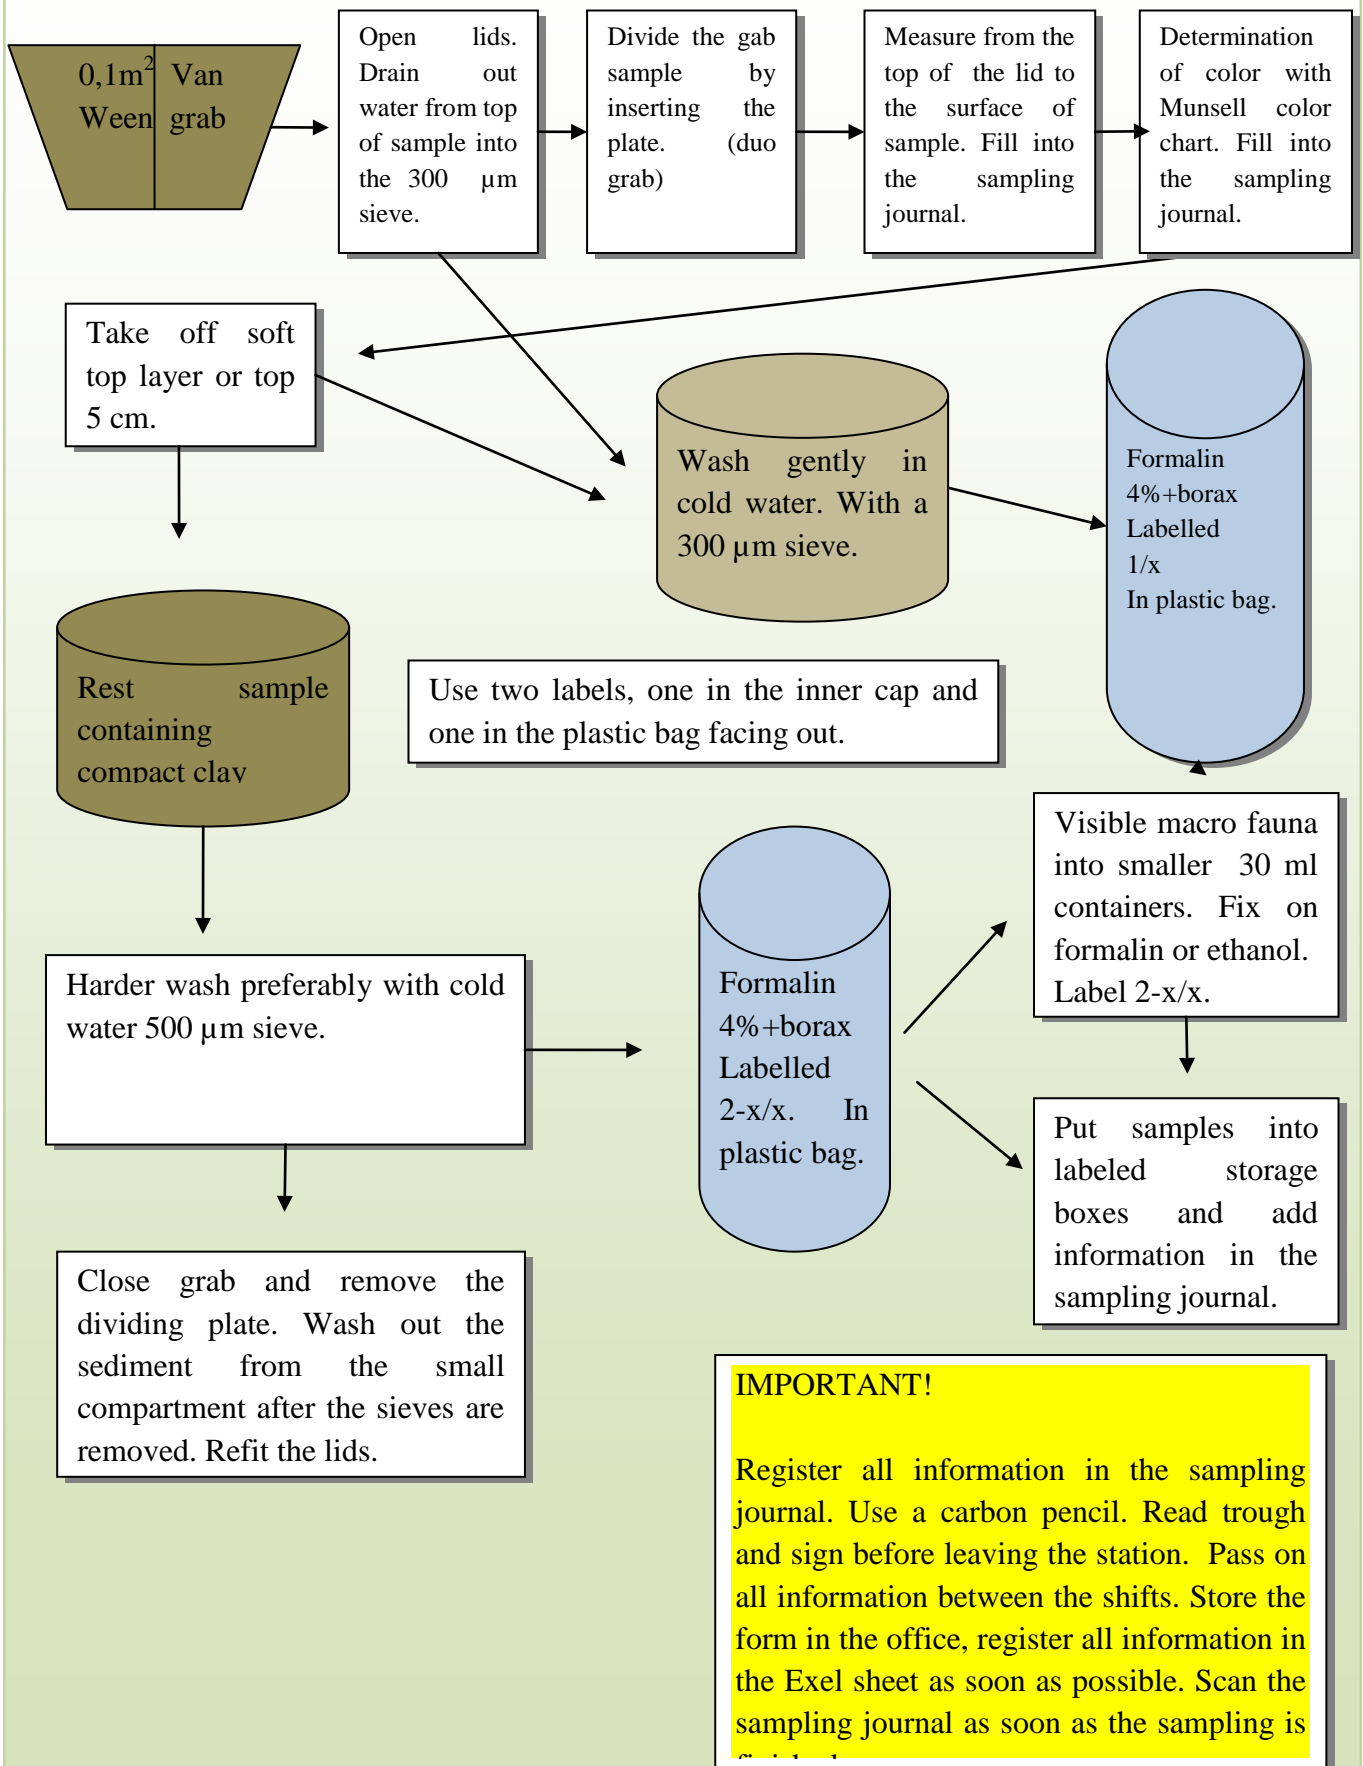 0,1m² Van
Ween grab
Open lids.
Drain out
water from top
of sample into
the 300 µm
sieve.
Divide the gab
sample by
inserting the
plate. (duo
grab)
Measure from the
top of the lid to
the surface of
sample. Fill into
the sampling
journal.
Determination
of color with
Munsell color
chart. Fill into
the sampling
journal.
Take off soft
top layer or top
5 cm.
Wash gently in
cold water. With a
300 µm sieve.
Formalin
4%+borax
Labelled
1/x
In plastic bag.
Rest sample
containing
compact clay
Use two labels, one in the inner cap and
one in the plastic bag facing out.
Visible macro fauna
into smaller 30 ml
containers. Fix on
formalin or ethanol.
Label 2-x/x.
Harder wash preferably with cold
water 500 µm sieve.
Formalin
4%+borax
Labelled
2-x/x. In
plastic bag.
Put samples into
labeled storage
boxes and add
information in the
sampling journal.
Close grab and remove the
dividing plate. Wash out the
sediment from the small
compartment after the sieves are
removed. Refit the lids.
IMPORTANT!
Register all information in the sampling
journal. Use a carbon pencil. Read trough
and sign before leaving the station. Pass on
all information between the shifts. Store the
form in the office, register all information in
the Exel sheet as soon as possible. Scan the
sampling journal as soon as the sampling is